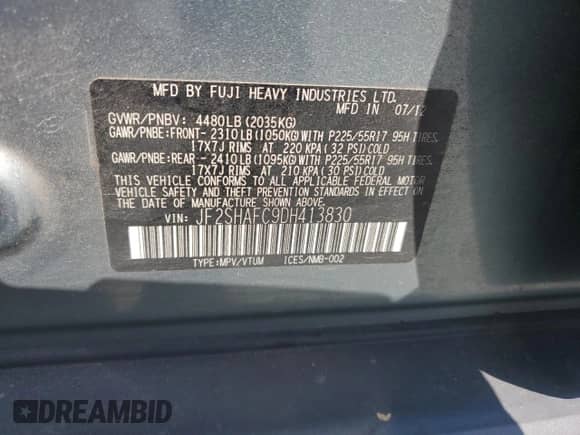 MFD BY FUJI HEAVY INDUSTRIES LTD.
MFD IN 07/12
GVWR/PNBV: 4480LB (2035KG)
GAWR/PNBE:FRONT- 2310LB(1050KG)WITH P225/55R17 95H TIRES.
17X7J RIMS AT 220 KPA (32 PSI)COLD
GAWR/PNBE:REAR- 2410LB(1095KG)WITH P225/55R17 95H TIRES.
17X7J RIMS AT 210 KPA (30 PSI)COLD
THIS VEHICLE CONFORMS TO ALL APPLICABLE FEDERAL MOTOR
VEHICLE SAFETY AND BUMPER PREVENTION STANDARDS IN EFFECT ON
THE DATE OF MANUFACTURE SHOWN ABOVE.
VIN: JF2SHAFC9DH413830
TYPE:MPV/VTUM ICES/NMB-002
DREAMBID